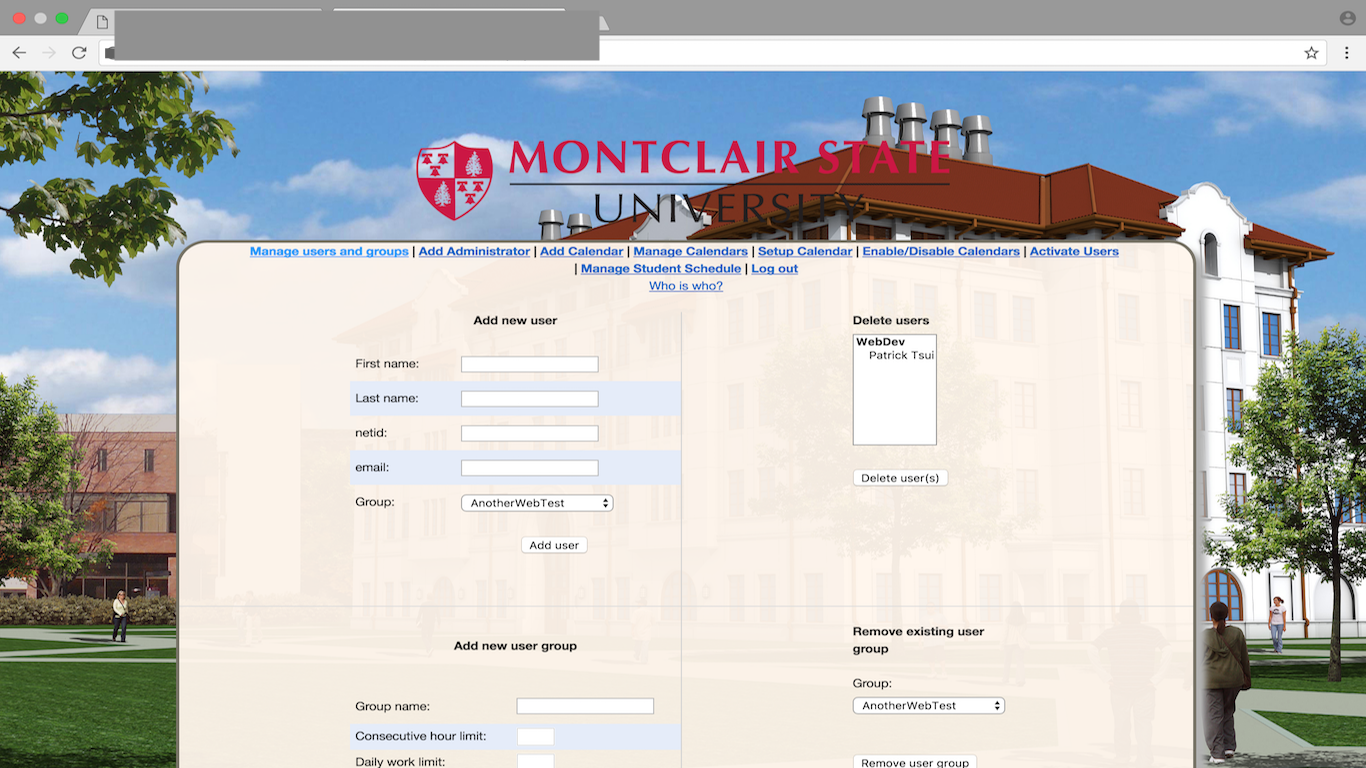 MONTCLAIR STATE
UNIVERSITY
Manage users and groups | Add Administrator | Add Calendar | Manage Calendars | Setup Calendar | Enable/Disable Calendars | Activate Users
| Manage Student Schedule | Log out
Who is who?
Add new user
First name:
Last name:
netid:
email:
Group: AnotherWebTest
Add user
Delete users
WebDev
Patrick Tsui
Delete user(s)
Add new user group
Group name:
Consecutive hour limit:
Daily work limit:
Remove existing user
group
Group:
AnotherWebTest
Remove user group